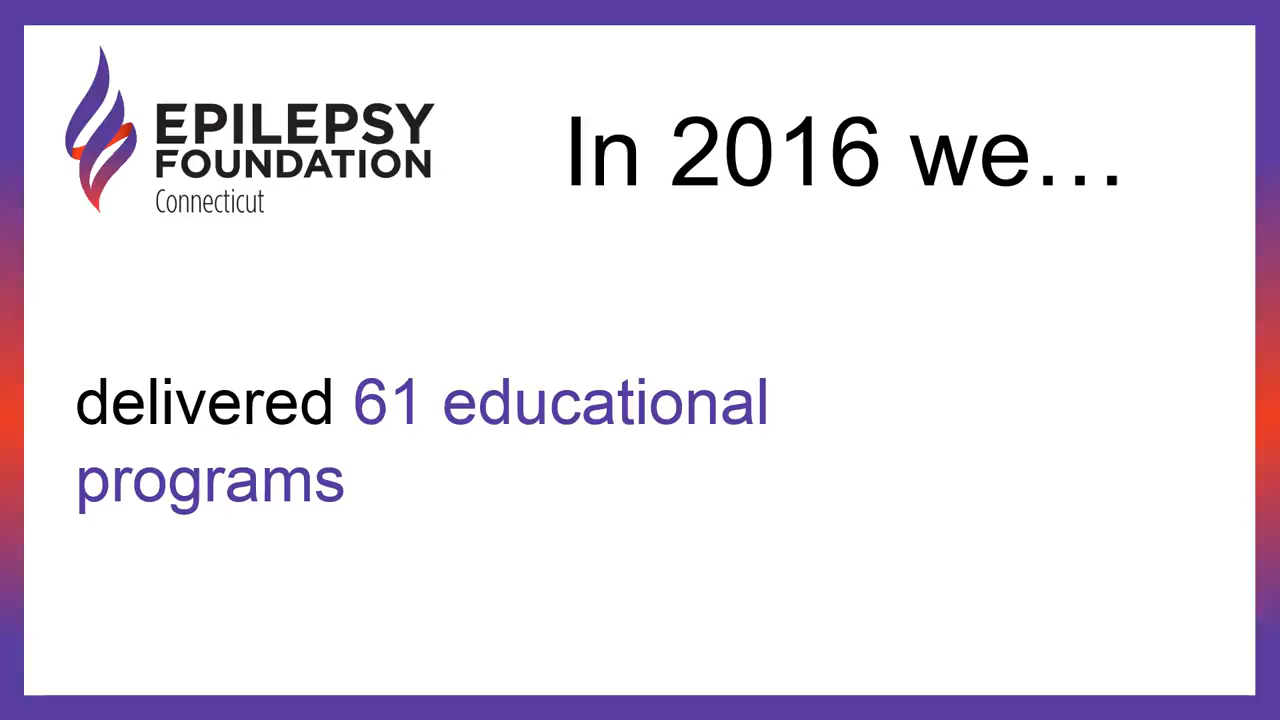 EPILEPSY
FOUNDATION
Connecticut
In 2016 we…
delivered 61 educational
programs